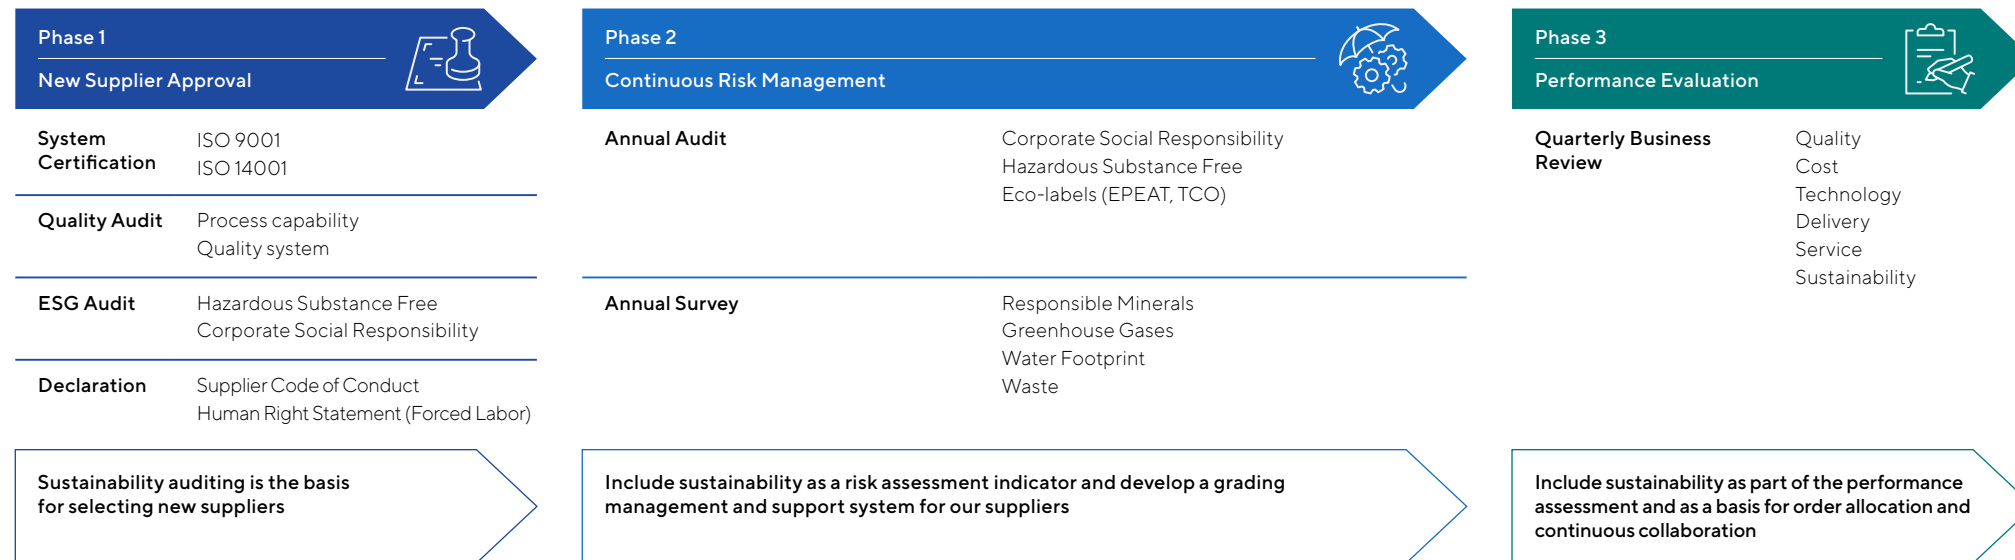 Phase 1
New Supplier Approval
System
Certification
ISO 9001
ISO 14001
Quality Audit
Process capability
Quality system
ESG Audit
Hazardous Substance Free
Corporate Social Responsibility
Declaration
Supplier Code of Conduct
Human Right Statement (Forced Labor)
Sustainability auditing is the basis
for selecting new suppliers
Phase 2
Continuous Risk Management
Annual Audit
Corporate Social Responsibility
Hazardous Substance Free
Eco-labels (EPEAT, TCO)
Annual Survey
Responsible Minerals
Greenhouse Gases
Water Footprint
Waste
Include sustainability as a risk assessment indicator and develop a grading
management and support system for our suppliers
Phase 3
Performance Evaluation
Quarterly Business
Review
Quality
Cost
Technology
Delivery
Service
Sustainability
Include sustainability as part of the performance
assessment and as a basis for order allocation and
continuous collaboration